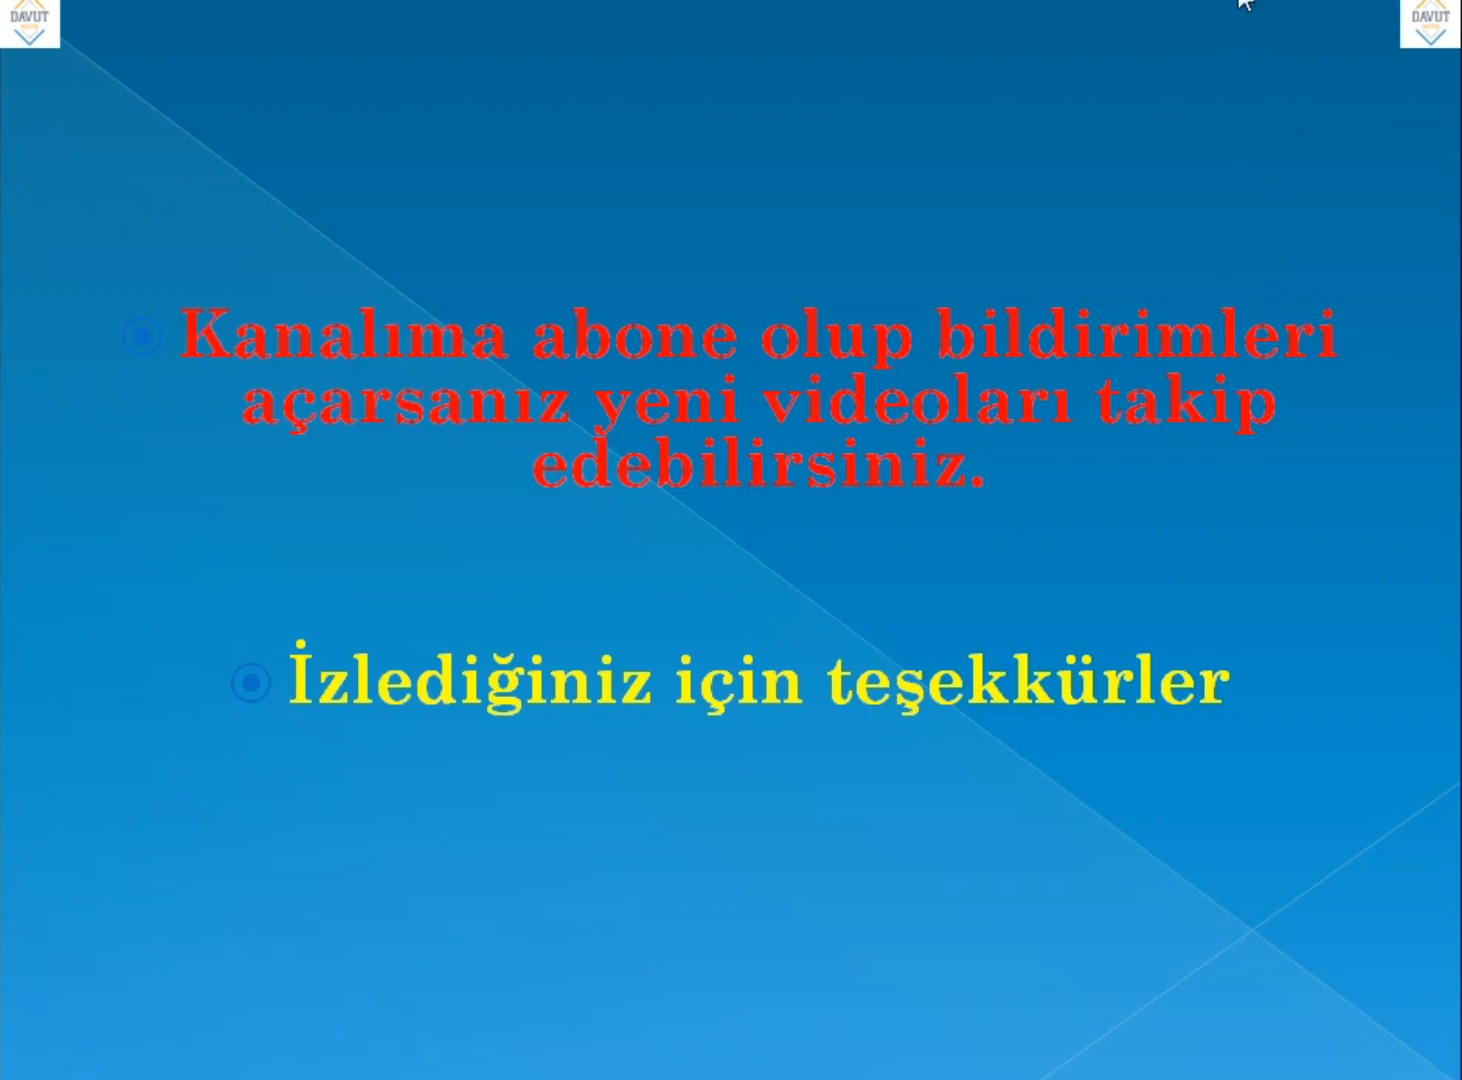 DAVUT
DAVUT
Kanalıma abone olup bildirimleri
açarsanız yeni videoları takip
edebilirsiniz.
İzlediğiniz için teşekkürler